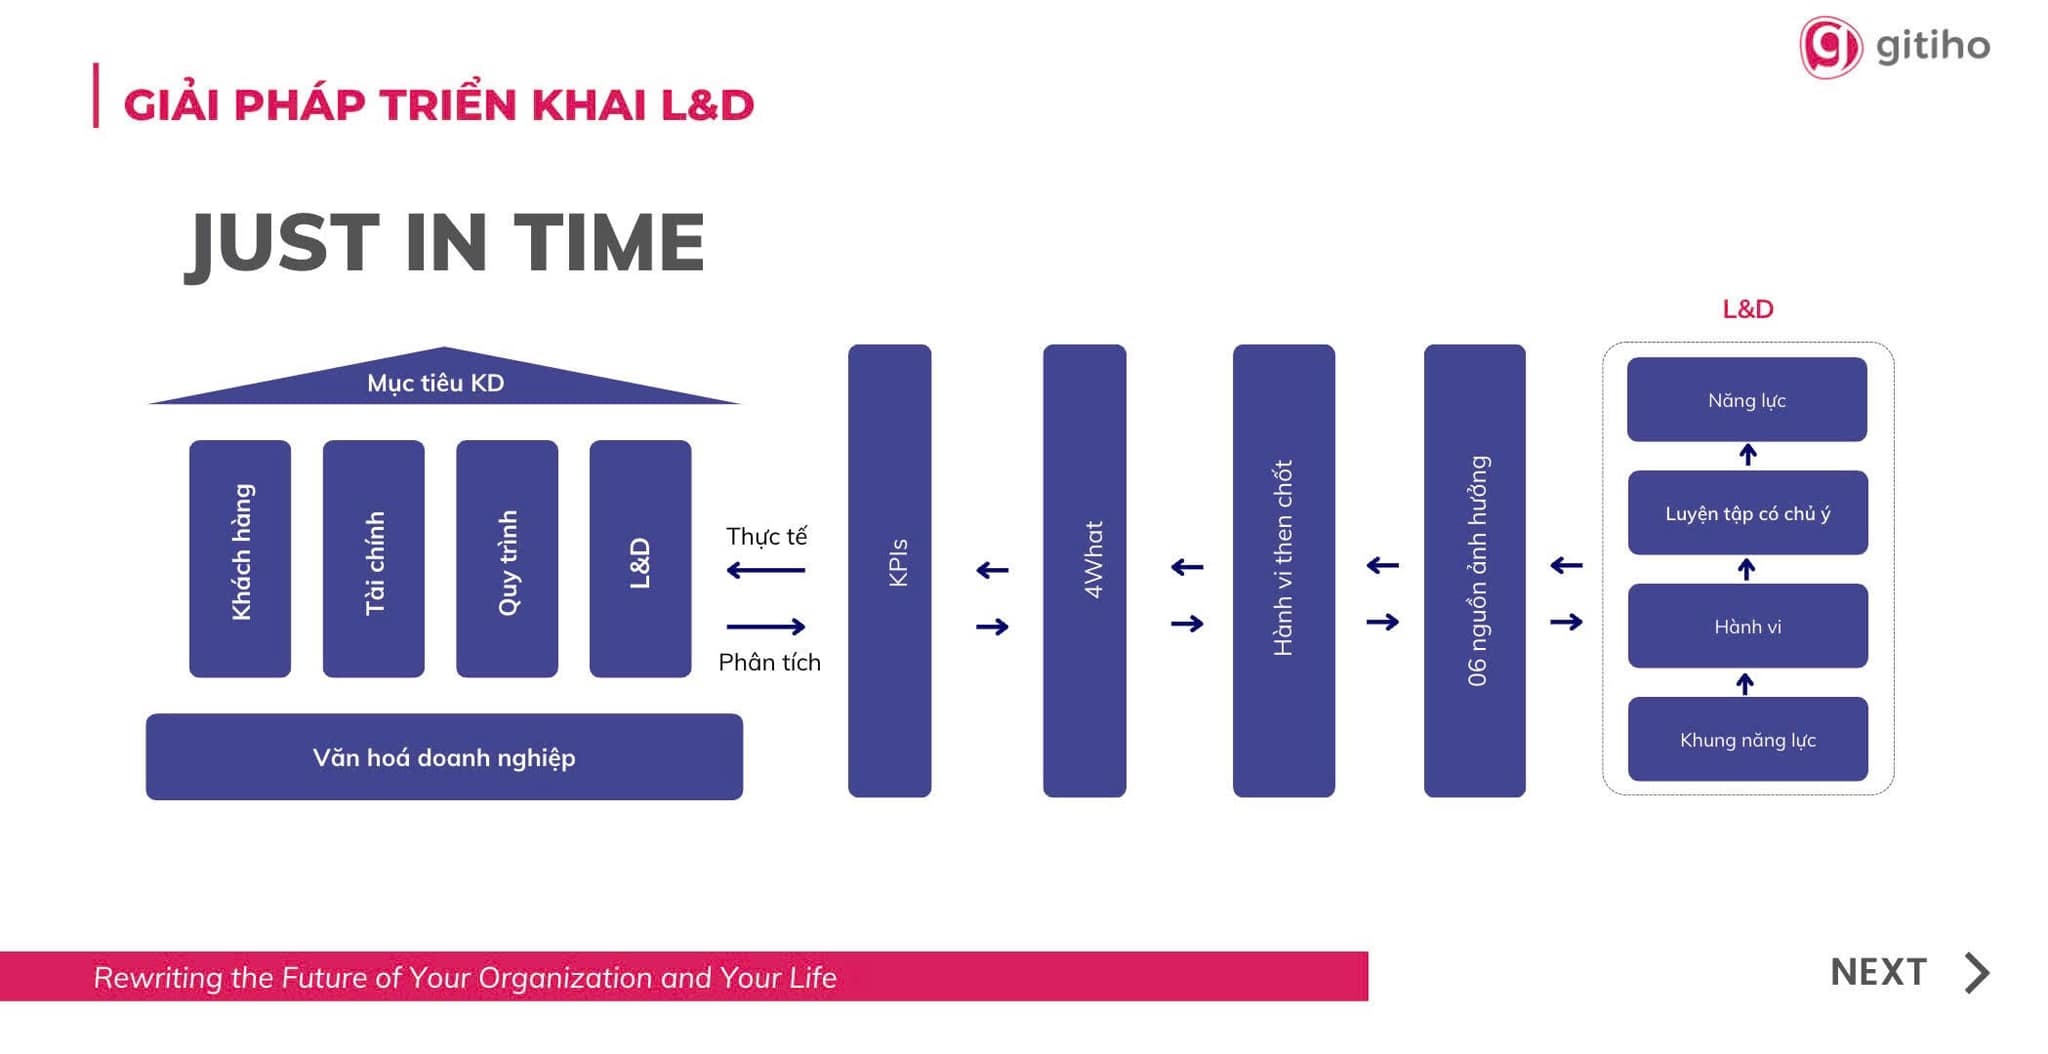 gitiho
GIẢI PHÁP TRIỂN KHAI L&D
JUST IN TIME
Mục tiêu KD
Khách hàng
Tài chính
Quy trình
L&D
Văn hoá doanh nghiệp
Thực tế
Phân tích
KPIs
4What
Hành vi then chốt
06 nguồn ảnh hưởng
L&D
Năng lực
Luyện tập có chủ ý
Hành vi
Khung năng lực
Rewriting the Future of Your Organization and Your Life
NEXT